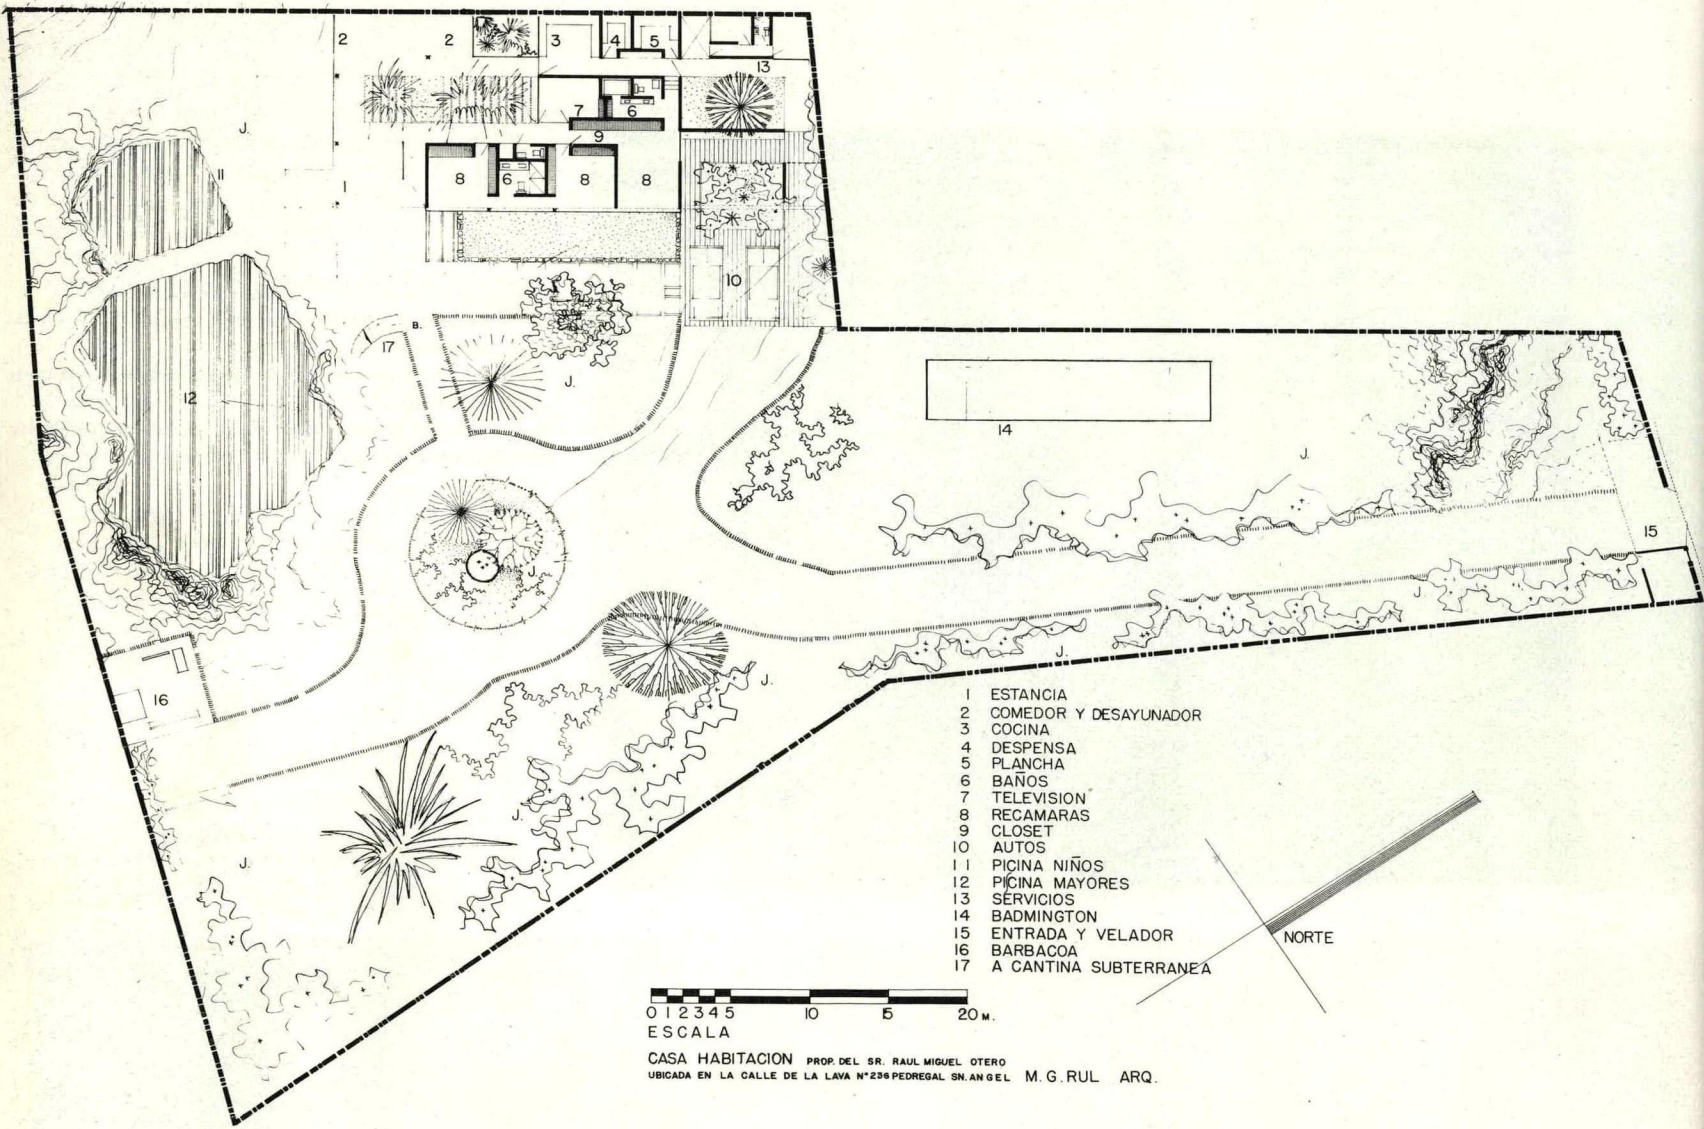 2 2 3 4 5
13
7 6
J.
9
11 8 6 8 8
1
10
B.
17
J.
12
14
J.
15
J.
J.
J.
J.
16
J.
J.
1 ESTANCIA
2 COMEDOR Y DESAYUNADOR
3 COCINA
4 DESPENSA
5 PLANCHA
6 BAÑOS
7 TELEVISION
8 RECAMARAS
9 CLOSET
10 AUTOS
11 PICINA NIÑOS
12 PICINA MAYORES
13 SERVICIOS
14 BADMINGTON
15 ENTRADA Y VELADOR
16 BARBACOA
17 A CANTINA SUBTERRANEA
NORTE
0 1 2 3 4 5 10 15 20 M.
ESCALA
CASA HABITACION PROP. DEL SR. RAUL MIGUEL OTERO
UBICADA EN LA CALLE DE LA LAVA Nº 236 PEDREGAL SN. ANGEL M. G. RUL ARQ.